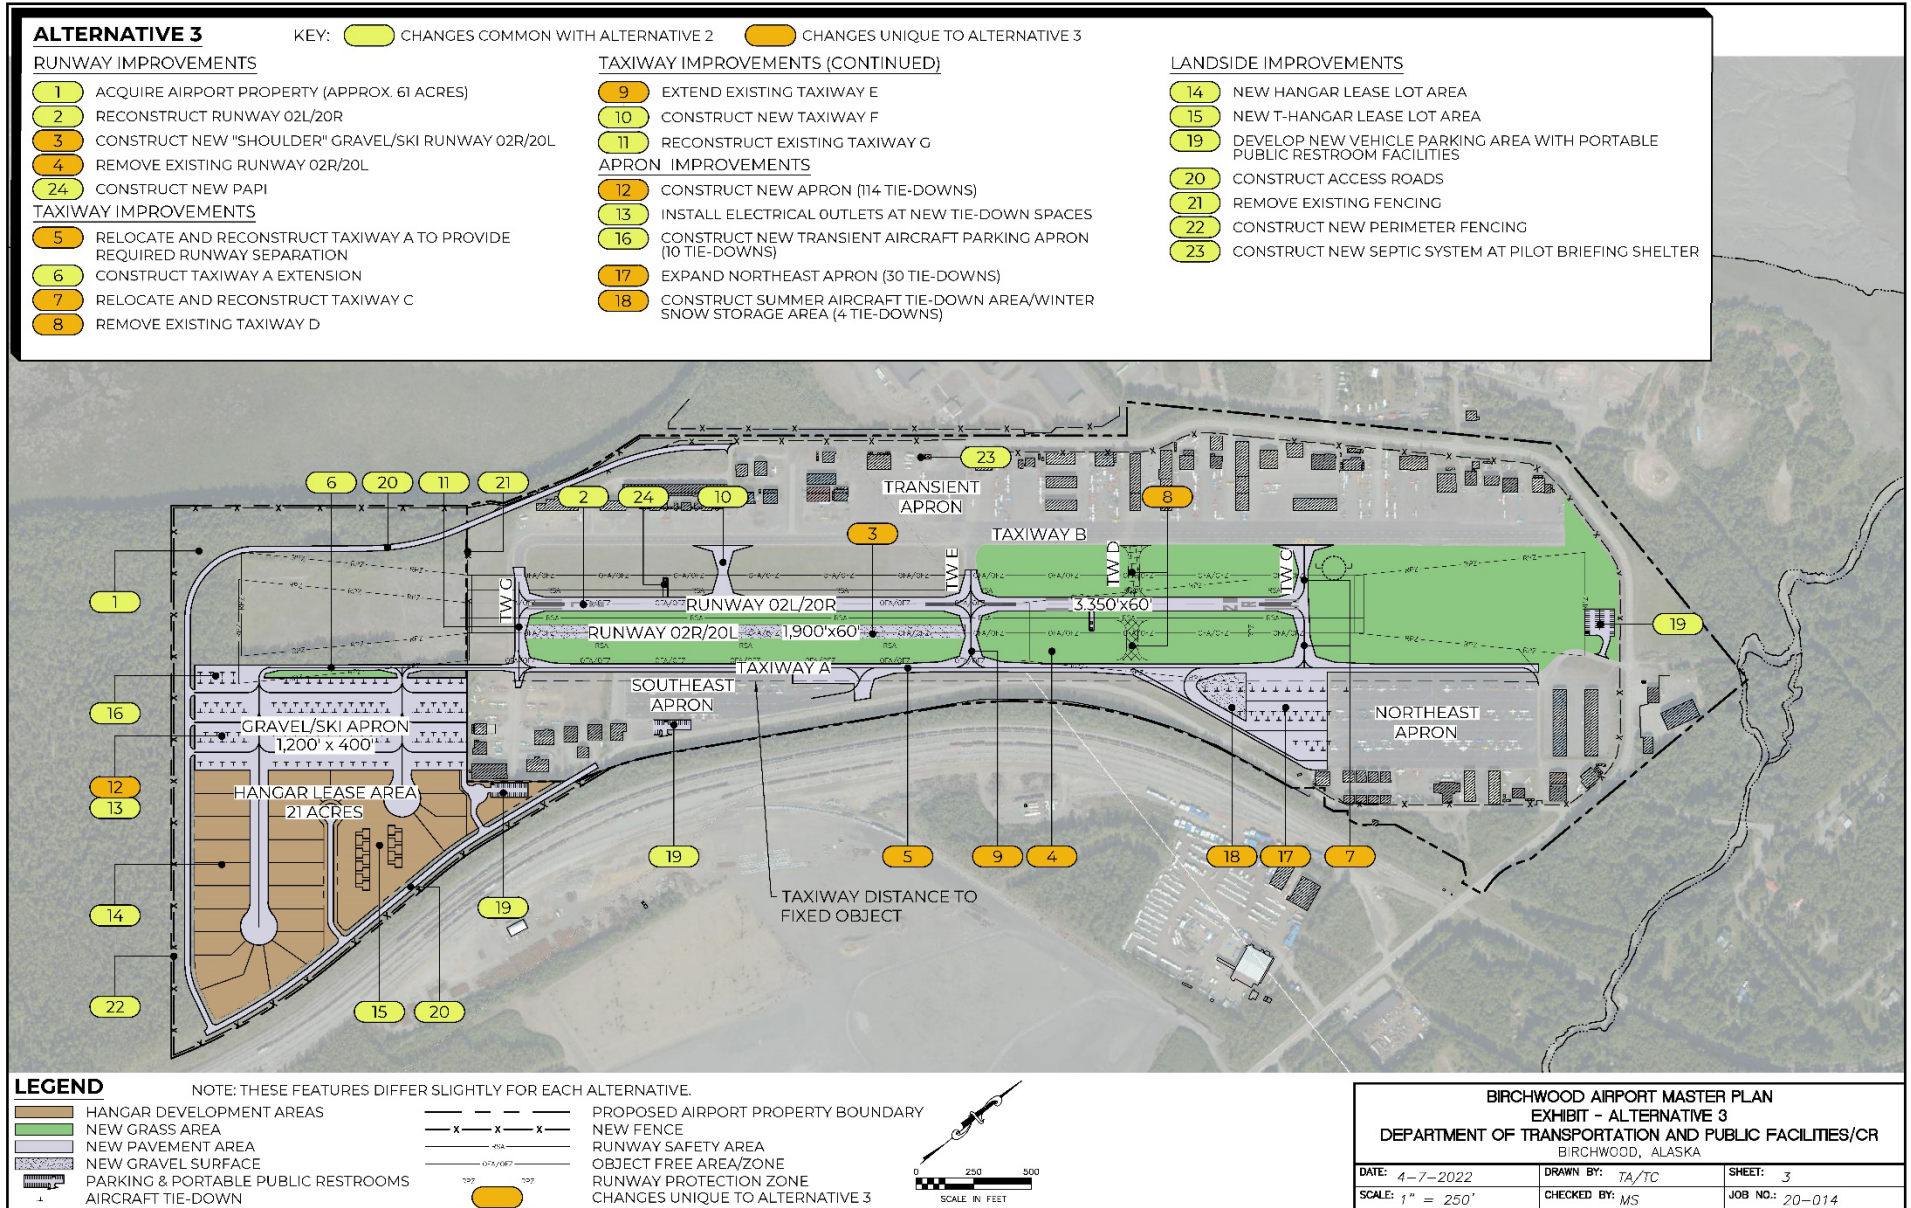 ALTERNATIVE 3
KEY: CHANGES COMMON WITH ALTERNATIVE 2 CHANGES UNIQUE TO ALTERNATIVE 3
RUNWAY IMPROVEMENTS
1 ACQUIRE AIRPORT PROPERTY (APPROX. 61 ACRES)
2 RECONSTRUCT RUNWAY 02L/20R
3 CONSTRUCT NEW "SHOULDER" GRAVEL/SKI RUNWAY 02R/20L
4 REMOVE EXISTING RUNWAY 02R/20L
24 CONSTRUCT NEW PAPI
TAXIWAY IMPROVEMENTS
5 RELOCATE AND RECONSTRUCT TAXIWAY A TO PROVIDE
REQUIRED RUNWAY SEPARATION
6 CONSTRUCT TAXIWAY A EXTENSION
7 RELOCATE AND RECONSTRUCT TAXIWAY C
8 REMOVE EXISTING TAXIWAY D
TAXIWAY IMPROVEMENTS (CONTINUED)
9 EXTEND EXISTING TAXIWAY E
10 CONSTRUCT NEW TAXIWAY F
11 RECONSTRUCT EXISTING TAXIWAY G
APRON IMPROVEMENTS
12 CONSTRUCT NEW APRON (114 TIE-DOWNS)
13 INSTALL ELECTRICAL OUTLETS AT NEW TIE-DOWN SPACES
16 CONSTRUCT NEW TRANSIENT AIRCRAFT PARKING APRON
(10 TIE-DOWNS)
17 EXPAND NORTHEAST APRON (30 TIE-DOWNS)
18 CONSTRUCT SUMMER AIRCRAFT TIE-DOWN AREA/WINTER
SNOW STORAGE AREA (4 TIE-DOWNS)
LANDSIDE IMPROVEMENTS
14 NEW HANGAR LEASE LOT AREA
15 NEW T-HANGAR LEASE LOT AREA
19 DEVELOP NEW VEHICLE PARKING AREA WITH PORTABLE
PUBLIC RESTROOM FACILITIES
20 CONSTRUCT ACCESS ROADS
21 REMOVE EXISTING FENCING
22 CONSTRUCT NEW PERIMETER FENCING
23 CONSTRUCT NEW SEPTIC SYSTEM AT PILOT BRIEFING SHELTER
23
6 20 11 21 2 24 10 8
TRANSIENT
APRON
3
TAXIWAY B
TWY G
TWY E
TWY D
TWY C
1
RUNWAY 02L/20R 3,350'x60'
RUNWAY 02R/20L 1,900'x60'
19
TAXIWAY A
SOUTHEAST
APRON
16
GRAVEL/SKI APRON
1,200' x 400'
NORTHEAST
APRON
12
13
HANGAR LEASE AREA
21 ACRES
19 5 9 4 18 17 7
14
19
TAXIWAY DISTANCE TO
FIXED OBJECT
22 15 20
LEGEND NOTE: THESE FEATURES DIFFER SLIGHTLY FOR EACH ALTERNATIVE.
HANGAR DEVELOPMENT AREAS
NEW GRASS AREA
NEW PAVEMENT AREA
NEW GRAVEL SURFACE
PARKING & PORTABLE PUBLIC RESTROOMS
AIRCRAFT TIE-DOWN
PROPOSED AIRPORT PROPERTY BOUNDARY
NEW FENCE
RSA RUNWAY SAFETY AREA
OFA/OFZ OBJECT FREE AREA/ZONE
RPZ RPZ RUNWAY PROTECTION ZONE
CHANGES UNIQUE TO ALTERNATIVE 3
0 250 500
SCALE IN FEET
BIRCHWOOD AIRPORT MASTER PLAN
EXHIBIT - ALTERNATIVE 3
DEPARTMENT OF TRANSPORTATION AND PUBLIC FACILITIES/CR
BIRCHWOOD, ALASKA
DATE: 4-7-2022 DRAWN BY: TA/TC SHEET: 3
SCALE: 1" = 250' CHECKED BY: MS JOB NO.: 20-014